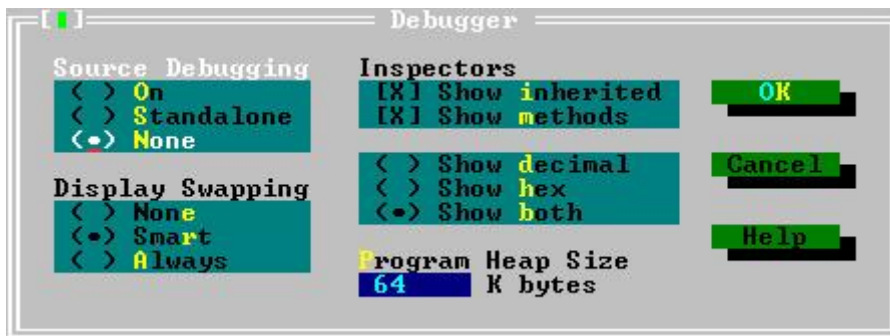 [▮] Debugger
Source Debugging
( ) On
( ) Standalone
(•) None
Display Swapping
( ) None
(•) Smart
( ) Always
Inspectors
[X] Show inherited
[X] Show methods
( ) Show decimal
( ) Show hex
(•) Show both
Program Heap Size
64 K bytes
OK
Cancel
Help